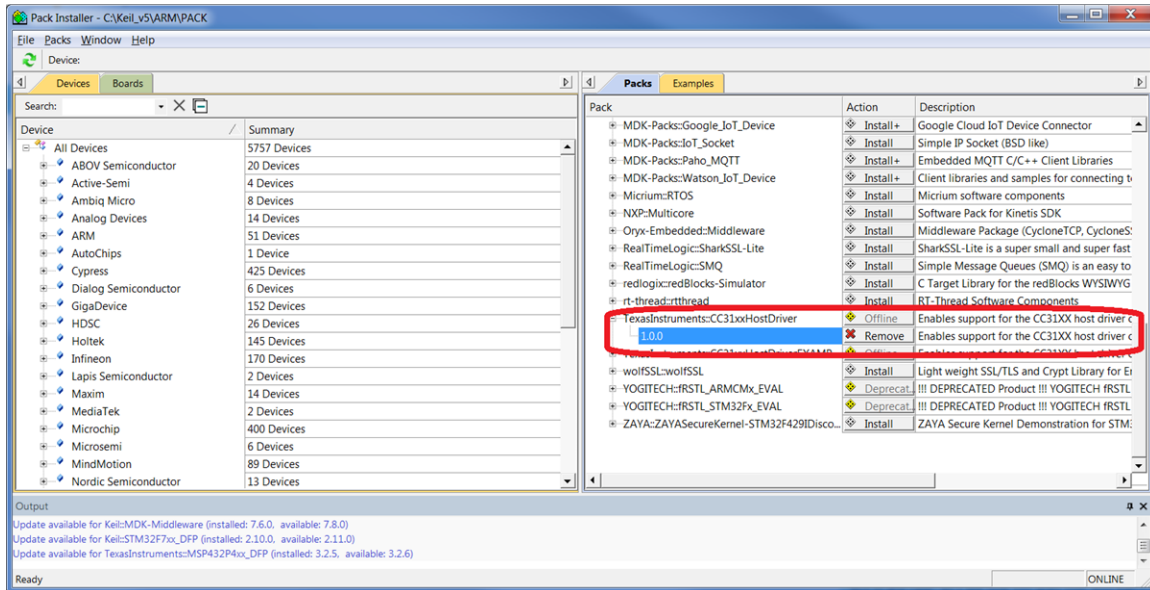 Pack Installer - C:\Keil_v5\ARM\PACK
File Packs Window Help
Device:
Devices Boards
Search:
Device Summary
All Devices 5757 Devices
ABOV Semiconductor 20 Devices
Active-Semi 4 Devices
Ambiq Micro 8 Devices
Analog Devices 14 Devices
ARM 51 Devices
AutoChips 1 Device
Cypress 425 Devices
Dialog Semiconductor 6 Devices
GigaDevice 152 Devices
HDSC 26 Devices
Holtek 145 Devices
Infineon 170 Devices
Lapis Semiconductor 2 Devices
Maxim 14 Devices
MediaTek 2 Devices
Microchip 400 Devices
Microsemi 6 Devices
MindMotion 89 Devices
Nordic Semiconductor 13 Devices
Packs Examples
Pack Action Description
MDK-Packs::Google_IoT_Device Install+ Google Cloud IoT Device Connector
MDK-Packs::IoT_Socket Install Simple IP Socket (BSD like)
MDK-Packs::Paho_MQTT Install+ Embedded MQTT C/C++ Client Libraries
MDK-Packs::Watson_IoT_Device Install+ Client libraries and samples for connecting t
Micrium::RTOS Install Micrium software components
NXP::Multicore Install Software Pack for Kinetis SDK
Oryx-Embedded::Middleware Install Middleware Package (CycloneTCP, CycloneS
RealTimeLogic::SharkSSL-Lite Install SharkSSL-Lite is a super small and super fast
RealTimeLogic::SMQ Install Simple Message Queues (SMQ) is an easy to
redlogix::redBlocks-Simulator Install C Target Library for the redBlocks WYSIWYG
rt-thread::rtthread Install RT-Thread Software Components
TexasInstruments::CC31xxHostDriver Offline Enables support for the CC31XX host driver
1.0.0 Remove Enables support for the CC31XX host driver
TexasInstruments::CC31xxHostDriverEXAMP Offline Enables support for the CC31XX host driver
wolfSSL::wolfSSL Install Light weight SSL/TLS and Crypt Library for E
YOGITECH::fRSTL_ARMCMx_EVAL Deprecat... !!! DEPRECATED Product !!! YOGITECH fRSTL
YOGITECH::fRSTL_STM32Fx_EVAL Deprecat... !!! DEPRECATED Product !!! YOGITECH fRSTL
ZAYA::ZAYASecureKernel-STM32F429IDisco... Install ZAYA Secure Kernel Demonstration for STM
Output
Update available for Keil::MDK-Middleware (installed: 7.6.0, available: 7.8.0)
Update available for Keil::STM32F7xx_DFP (installed: 2.10.0, available: 2.11.0)
Update available for TexasInstruments::MSP432P4xx_DFP (installed: 3.2.5, available: 3.2.6)
Ready ONLINE